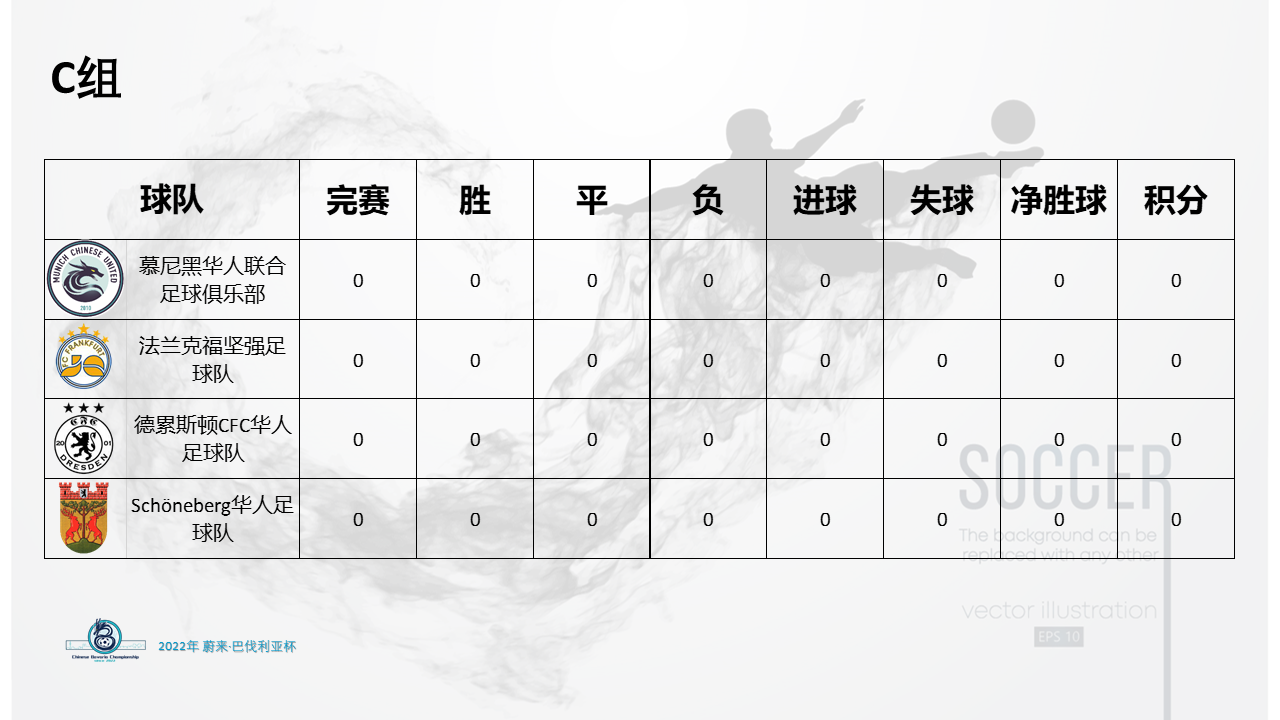 C组
球队 完赛 胜 平 负 进球 失球 净胜球 积分
MUNICH CHINESE UNITED
2010
慕尼黑华人联合
足球俱乐部
0 0 0 0 0 0 0 0
FC FRANKFURT
法兰克福坚强足
球队
0 0 0 0 0 0 0 0
CFC
20 01
DRESDEN
德累斯顿CFC华人
足球队
0 0 0 0 0 0 0 0
Schöneberg华人足
球队
0 0 0 0 0 0 0 0
SOCCER
The background can be
replaced with any other
vector illustration
EPS 10
Chinese Bavaria Championship
2022年 蔚来·巴伐利亚杯